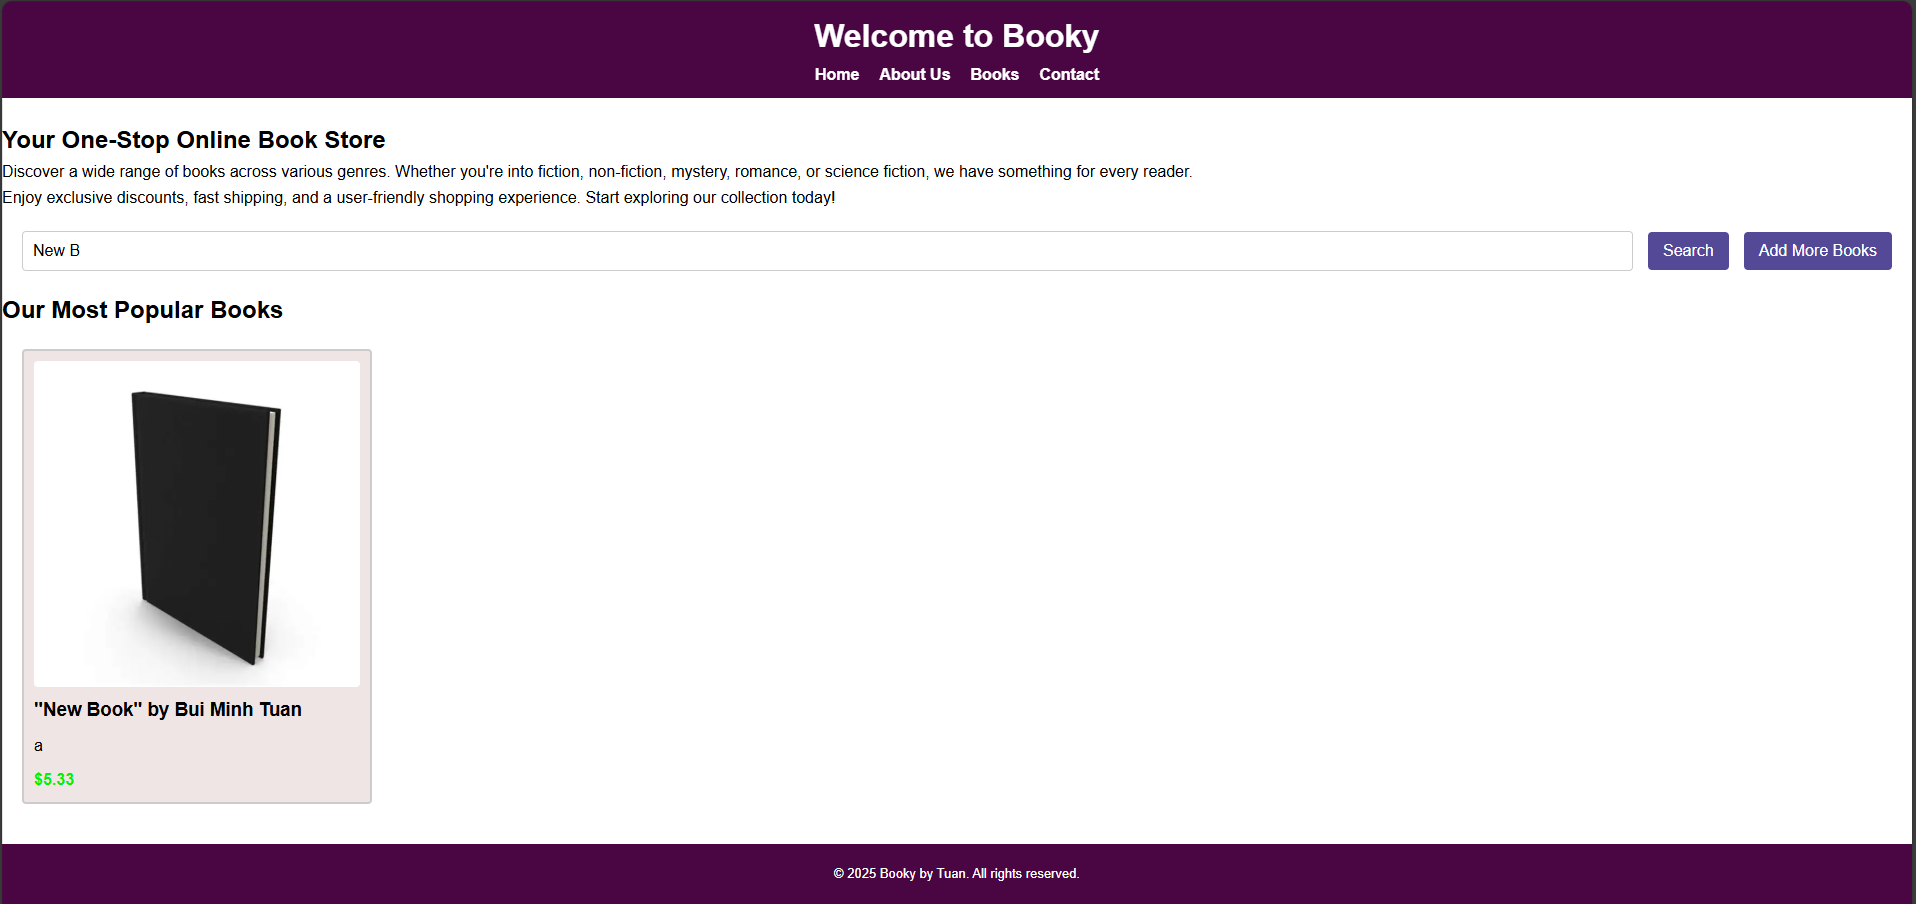 Welcome to Booky
Home About Us Books Contact
Your One-Stop Online Book Store
Discover a wide range of books across various genres. Whether you're into fiction, non-fiction, mystery, romance, or science fiction, we have something for every reader.
Enjoy exclusive discounts, fast shipping, and a user-friendly shopping experience. Start exploring our collection today!
New B Search Add More Books
Our Most Popular Books
"New Book" by Bui Minh Tuan
a
$5.33
© 2025 Booky by Tuan. All rights reserved.